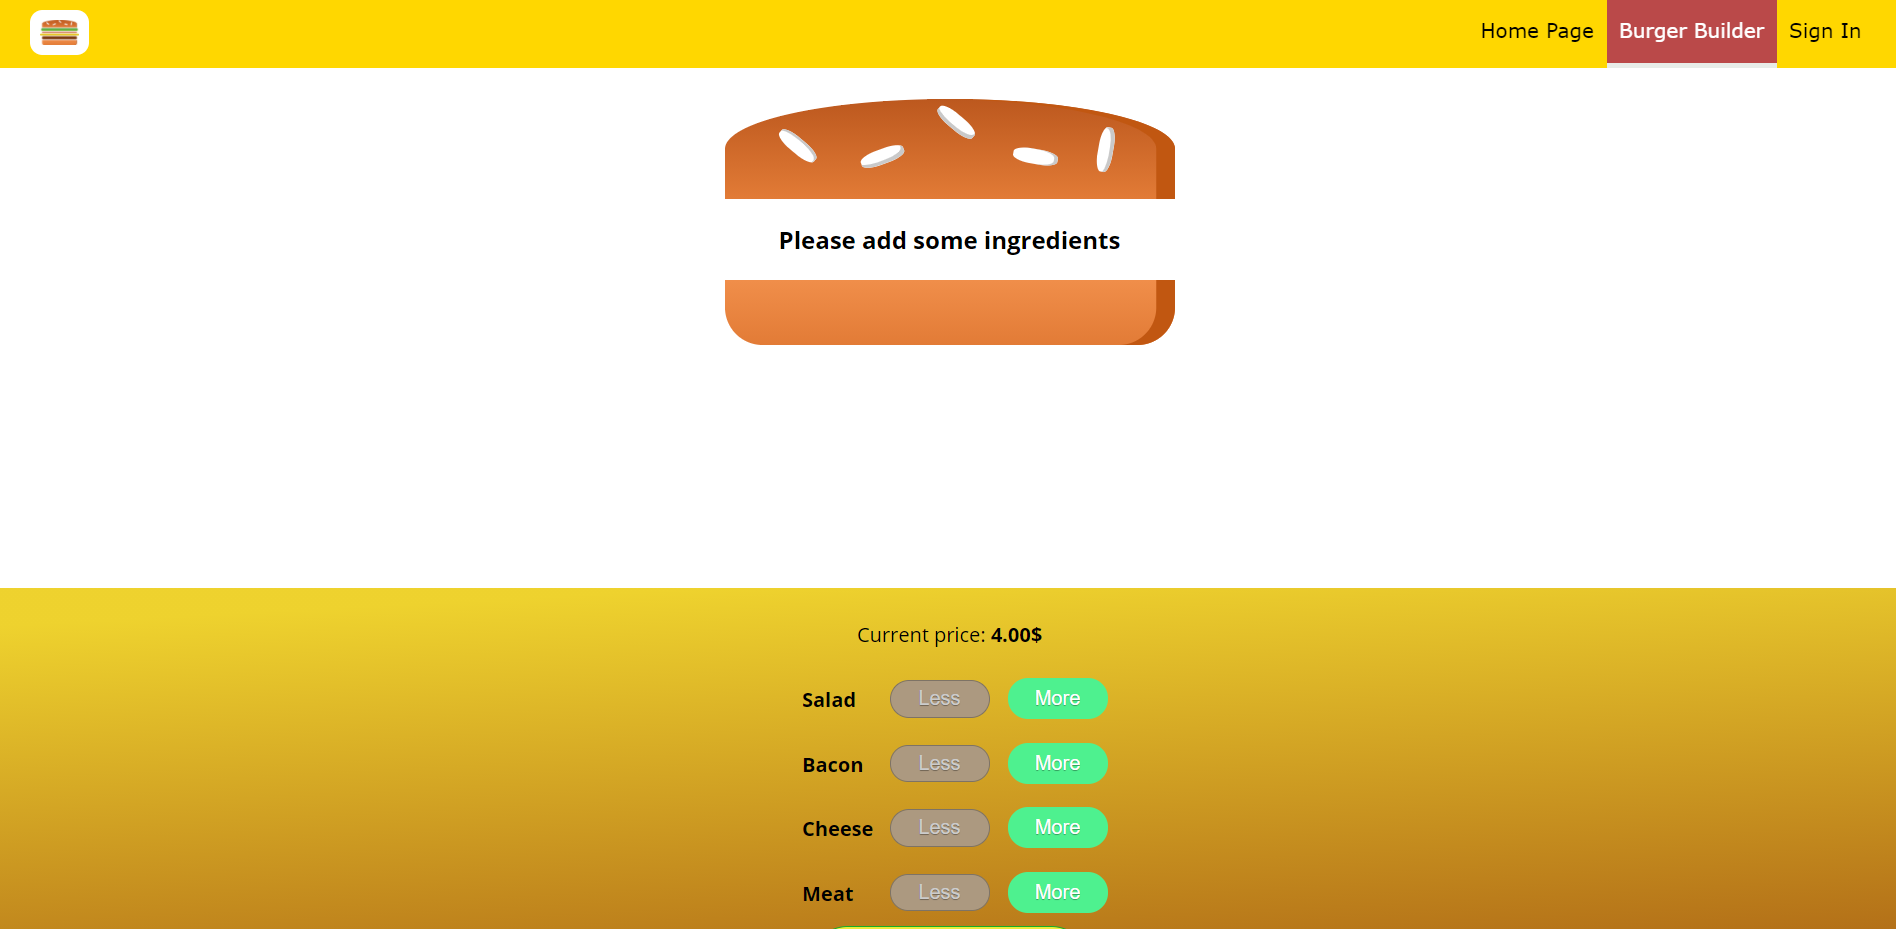 Home Page Burger Builder Sign In
Please add some ingredients
Current price: 4.00$
Salad Less More
Bacon Less More
Cheese Less More
Meat Less More